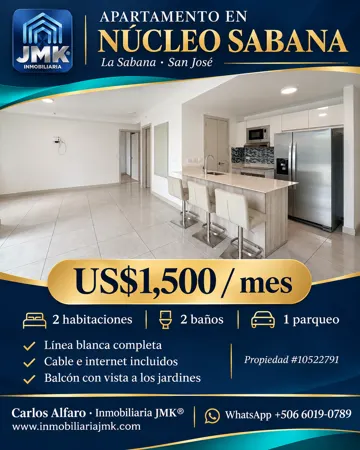 JMK®
INMOBILIARIA
APARTAMENTO EN
NÚCLEO SABANA
La Sabana · San José
US$1,500 / mes
2 habitaciones
2 baños
1 parqueo
Línea blanca completa
Cable e internet incluidos
Balcón con vista a los jardines
Propiedad #10522791
Carlos Alfaro · Inmobiliaria JMK®
www.inmobiliariajmk.com
WhatsApp +506 6019-0789